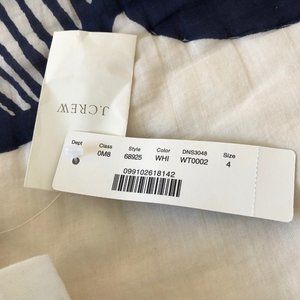 J.CREW
Dept Class Style Color DNS3048 Size
0M8 68925 WHI WT0002 4
099102618142